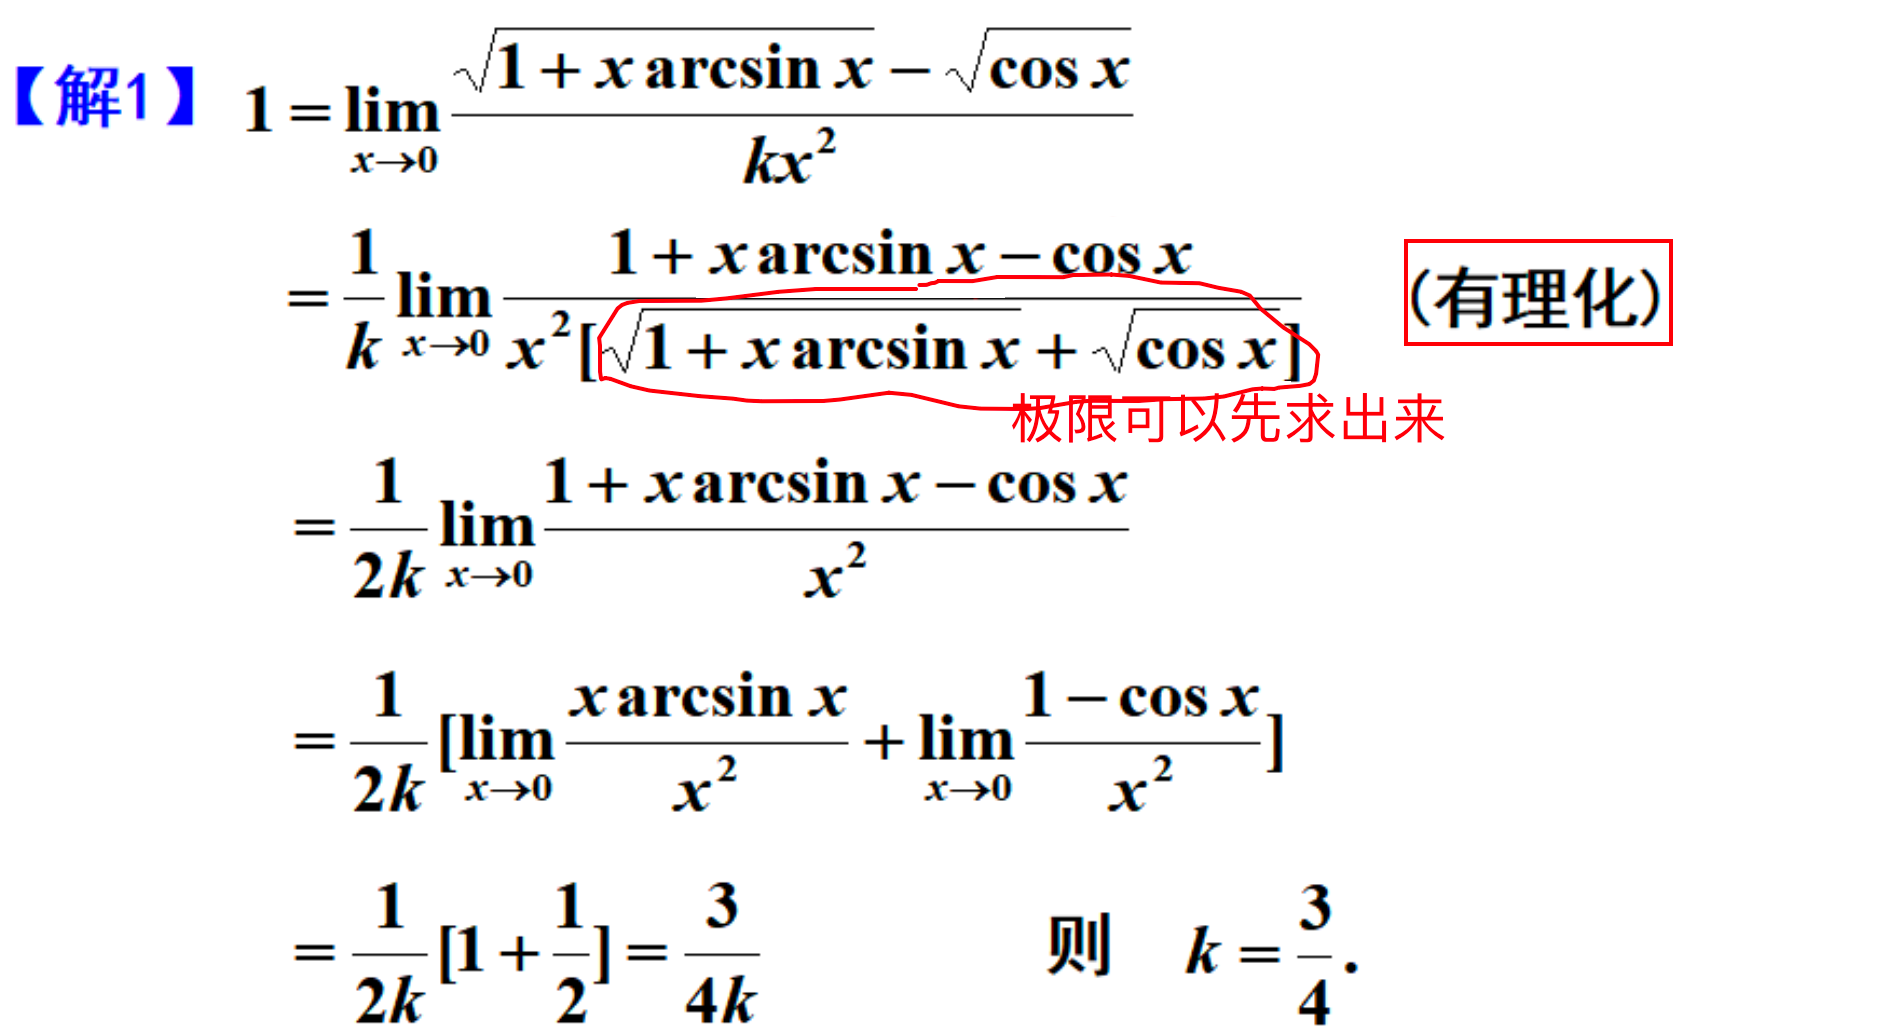 【解1】 $1 = \lim_{x \to 0} \frac{\sqrt{1 + x \arcsin x} - \sqrt{\cos x}}{kx^2}$
$= \frac{1}{k} \lim_{x \to 0} \frac{1 + x \arcsin x - \cos x}{x^2 [\sqrt{1 + x \arcsin x} + \sqrt{\cos x}]}$ (有理化)
极限可以先求出来
$= \frac{1}{2k} \lim_{x \to 0} \frac{1 + x \arcsin x - \cos x}{x^2}$
$= \frac{1}{2k} [\lim_{x \to 0} \frac{x \arcsin x}{x^2} + \lim_{x \to 0} \frac{1 - \cos x}{x^2}]$
$= \frac{1}{2k} [1 + \frac{1}{2}] = \frac{3}{4k}$ 则 $k = \frac{3}{4}.$